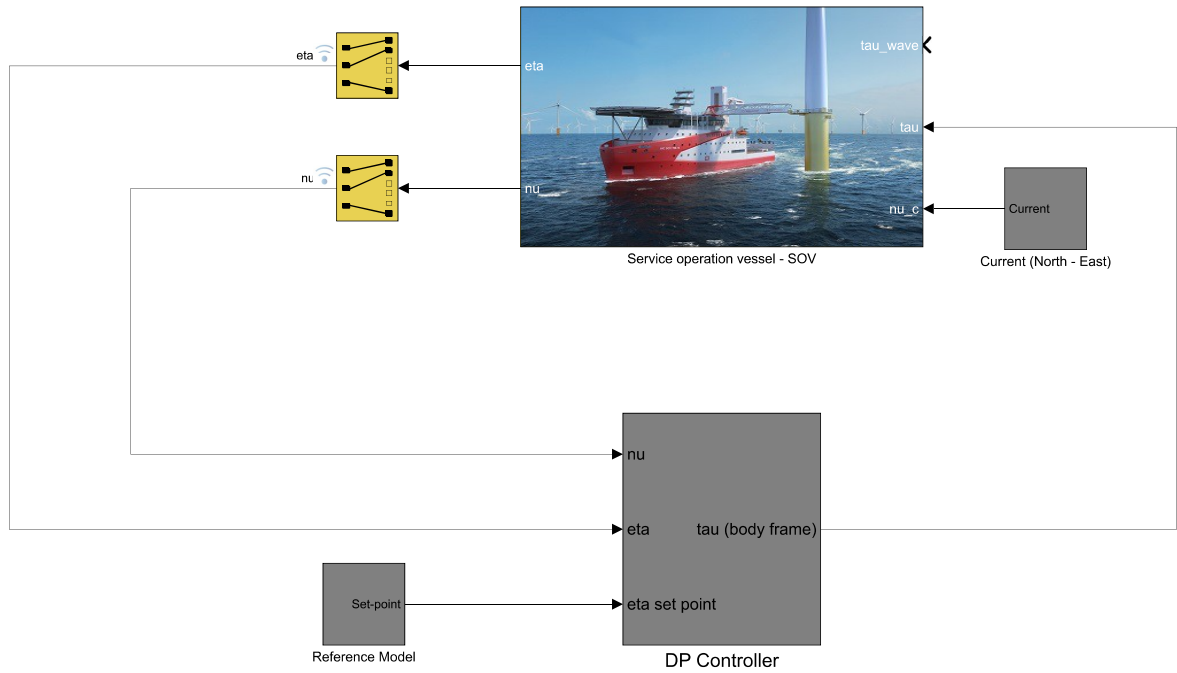 eta
eta
tau_wave
tau
nu
nu
nu_c
Current
Service operation vessel - SOV
Current (North - East)
nu
eta
tau (body frame)
Set-point
eta set point
Reference Model
DP Controller